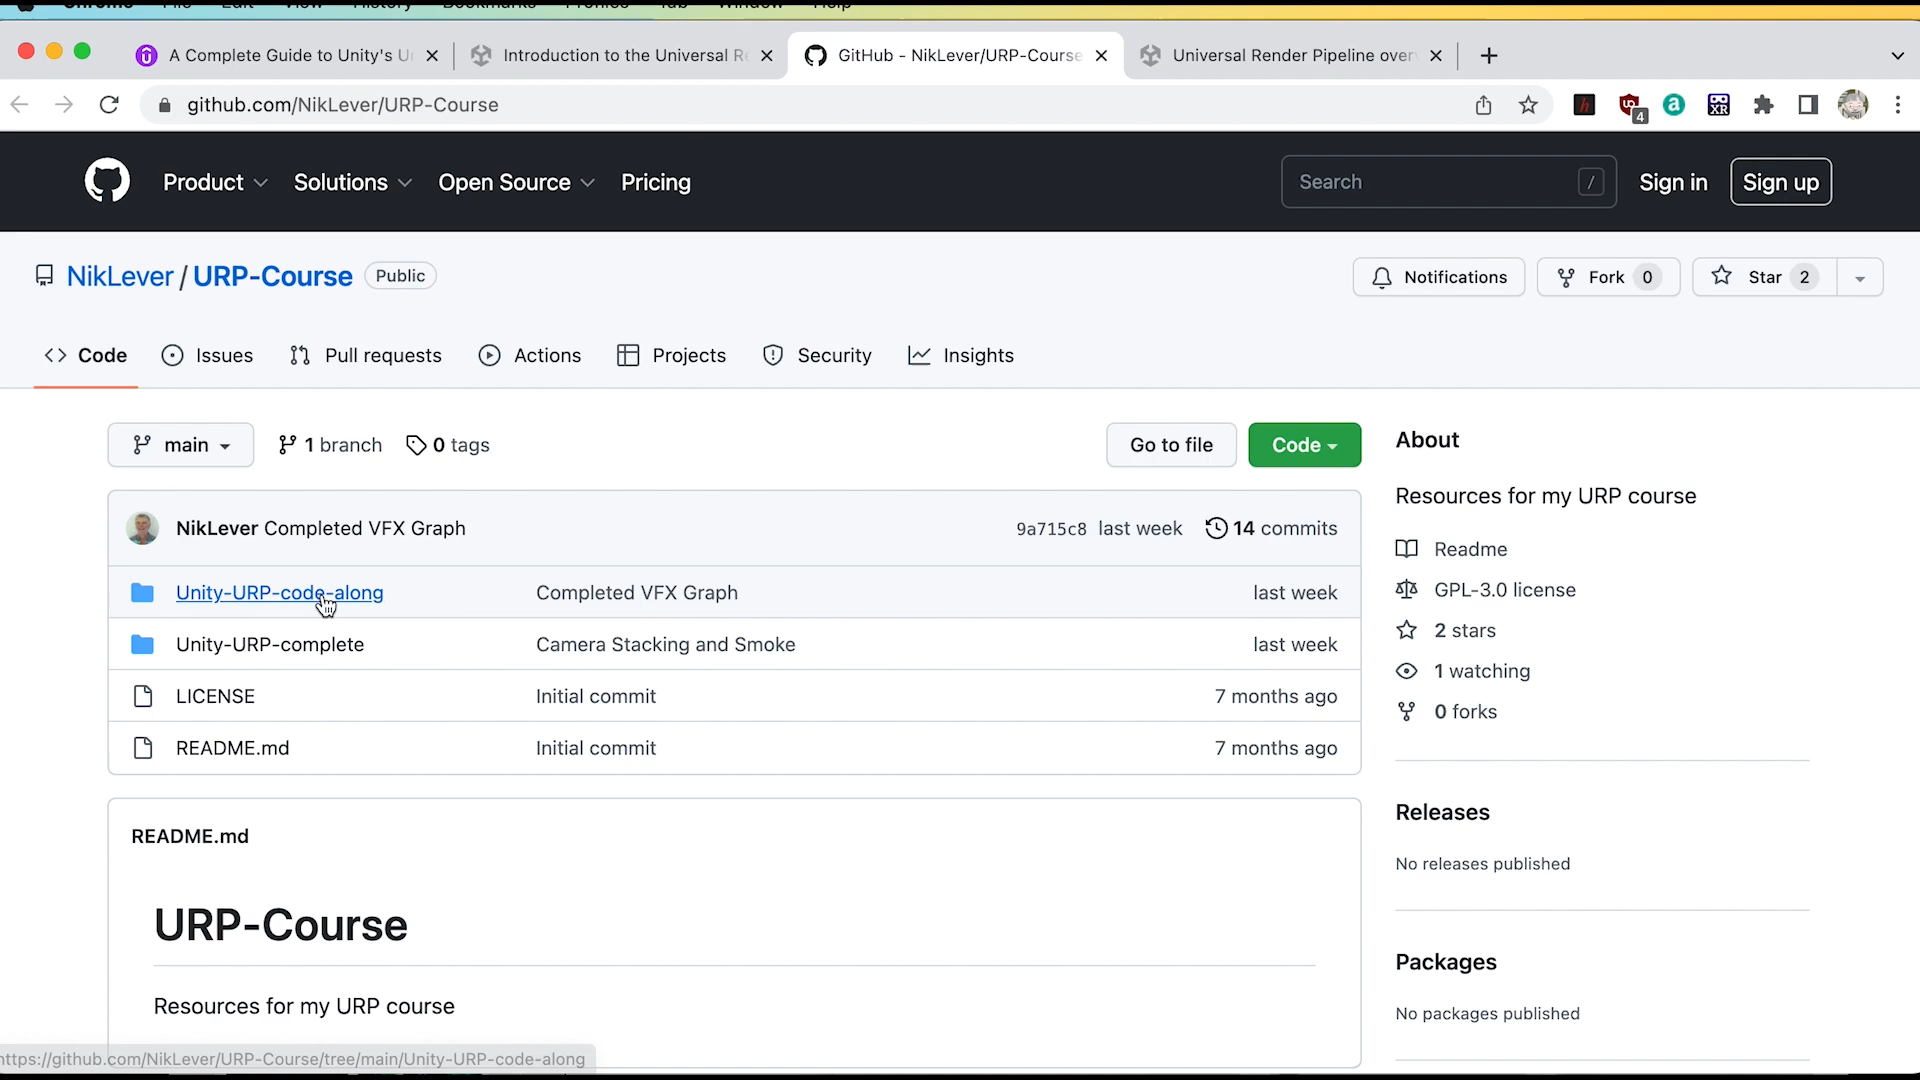 A Complete Guide to Unity's U
Introduction to the Universal Re
GitHub - NikLever/URP-Course
Universal Render Pipeline over
github.com/NikLever/URP-Course
4
XR
Product
Solutions
Open Source
Pricing
Search
/
Sign in
Sign up
NikLever / URP-Course
Public
Notifications
Fork 0
Star 2
Code
Issues
Pull requests
Actions
Projects
Security
Insights
main
1 branch
0 tags
Go to file
Code
About
Resources for my URP course
NikLever Completed VFX Graph
9a715c8 last week
14 commits
Readme
Unity-URP-code-along
Completed VFX Graph
last week
GPL-3.0 license
Unity-URP-complete
Camera Stacking and Smoke
last week
2 stars
LICENSE
Initial commit
7 months ago
1 watching
0 forks
README.md
Initial commit
7 months ago
Releases
No releases published
README.md
URP-Course
Resources for my URP course
Packages
No packages published
https://github.com/NikLever/URP-Course/tree/main/Unity-URP-code-along